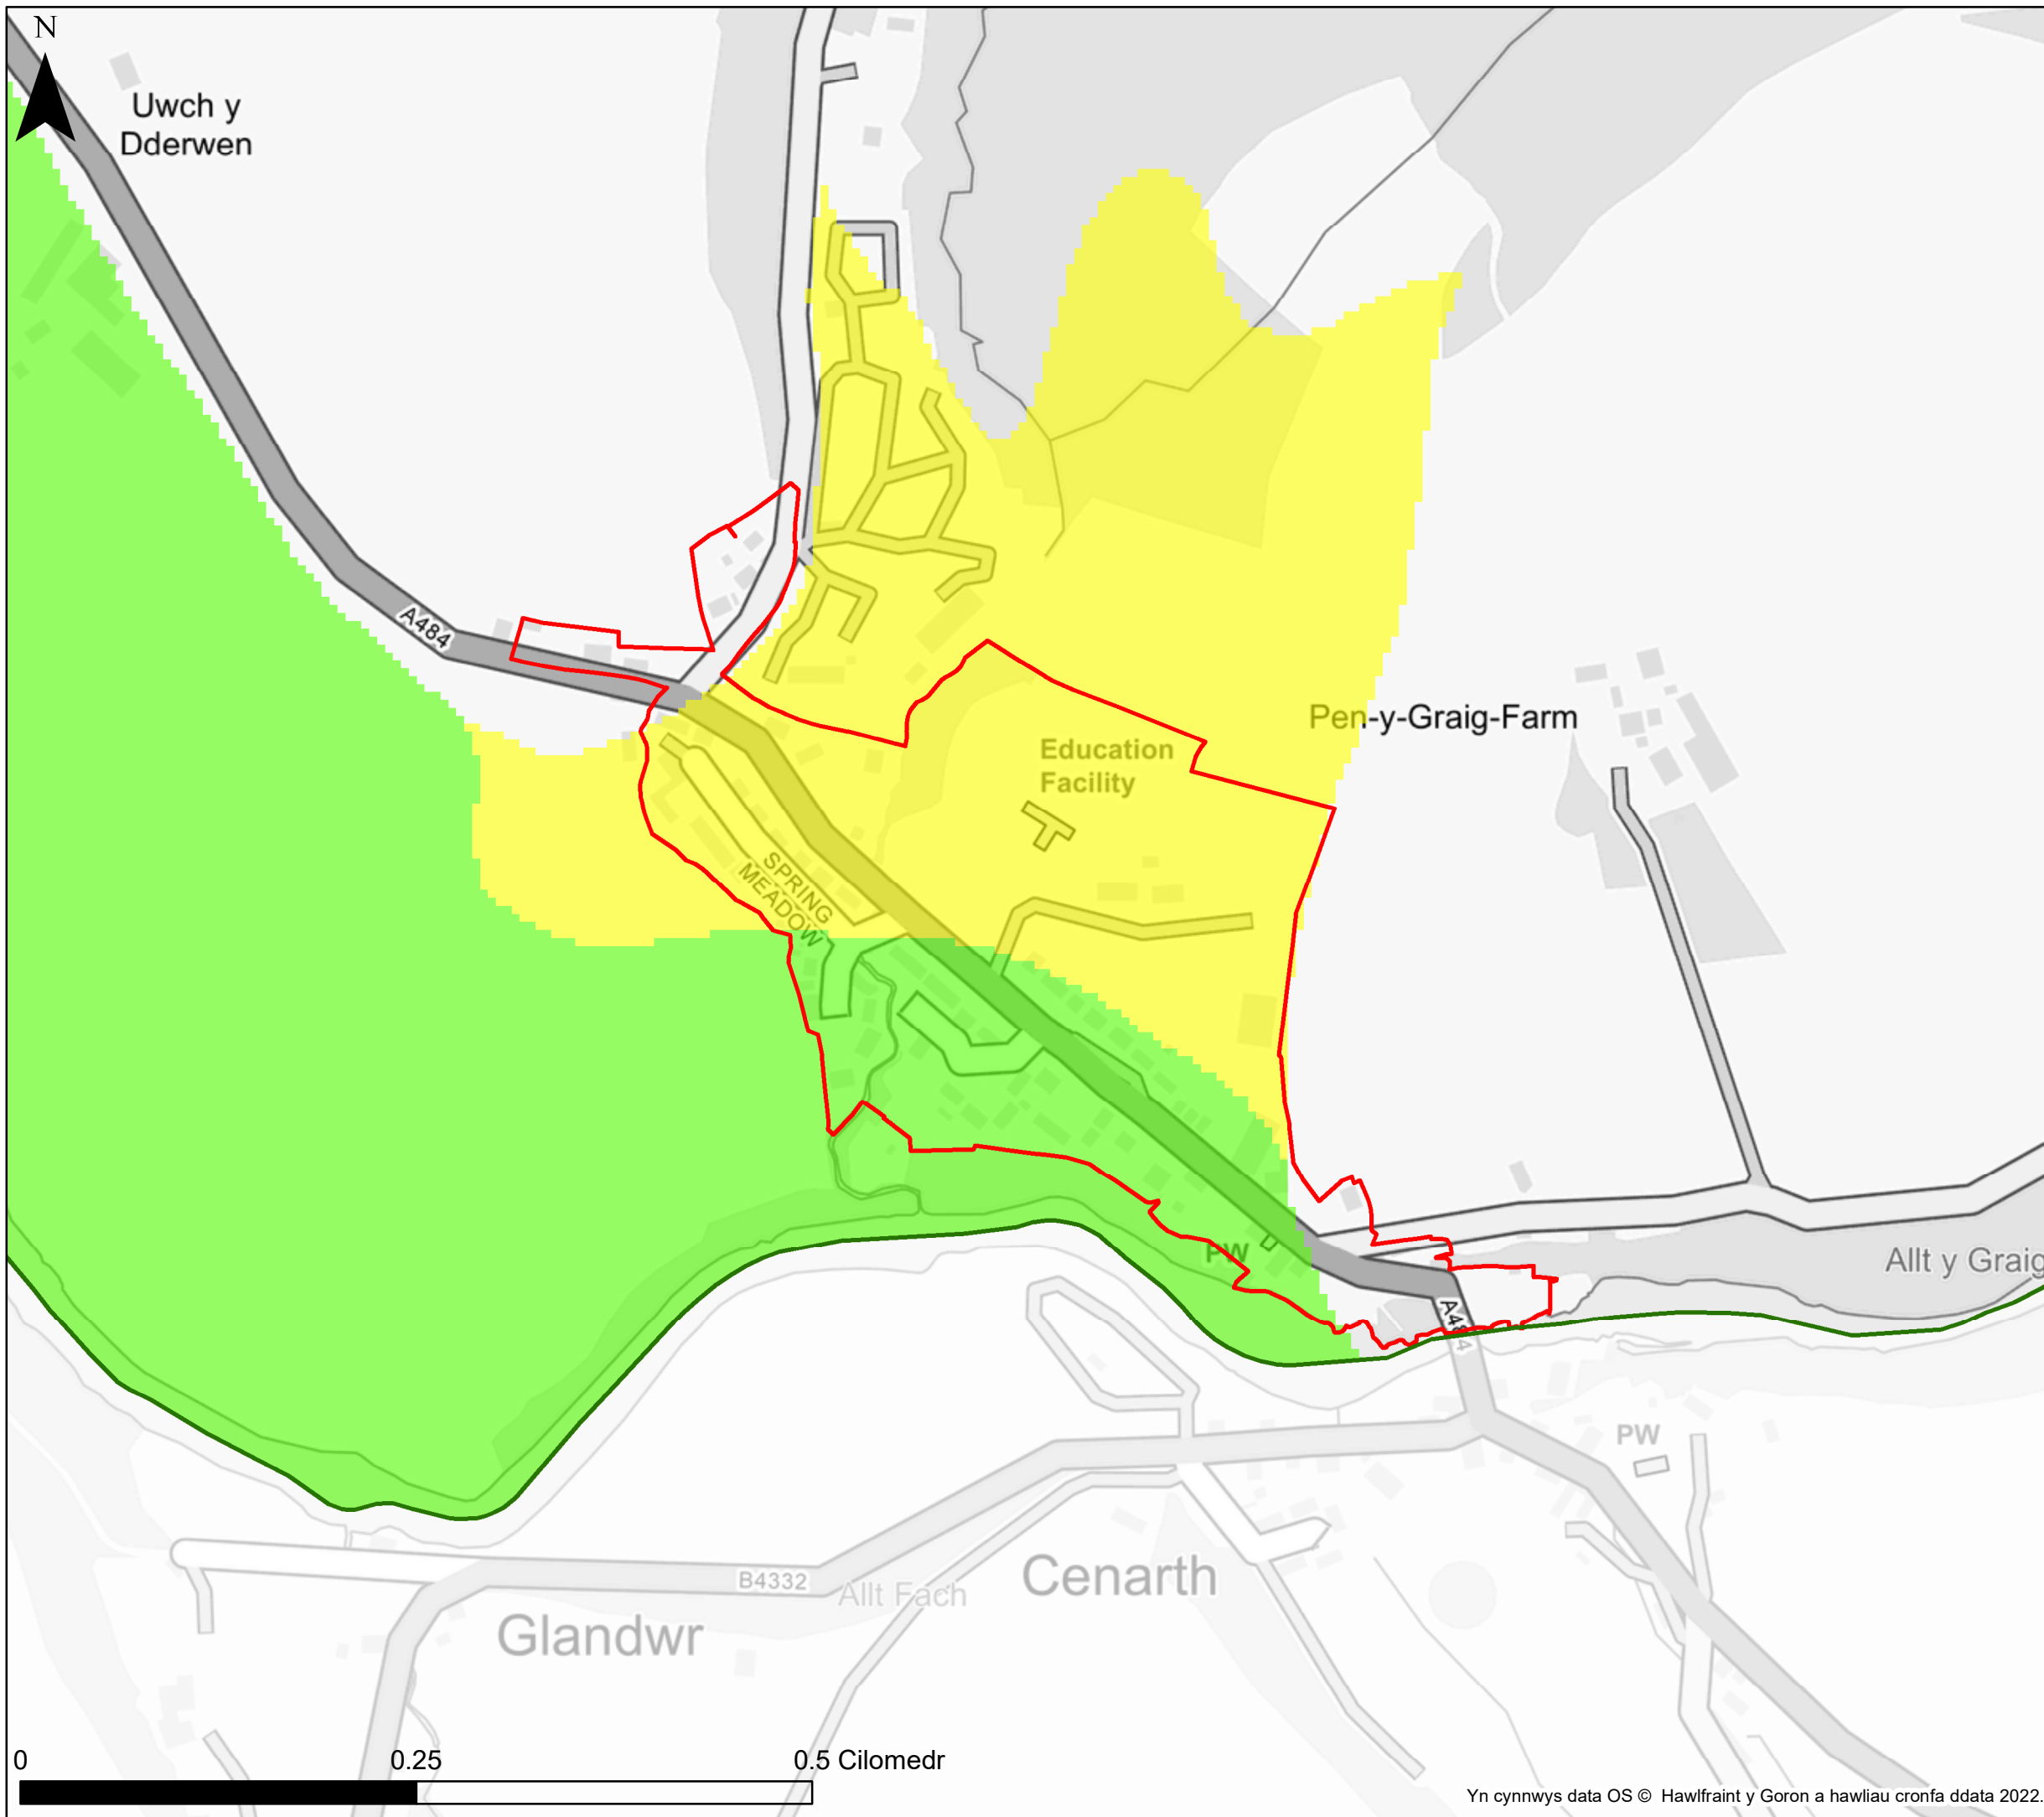 N
Uwch y
Dderwen
A484
Pen-y-Graig-Farm
Education
Facility
SPRING
MEADOW
PW
Allt y Graig
A484
PW
Cenarth
B4332
Allt Fach
Glandwr
0
0.25
0.5 Cilomedr
Yn cynnwys data OS © Hawlfraint y Goron a hawliau cronfa ddata 2022.